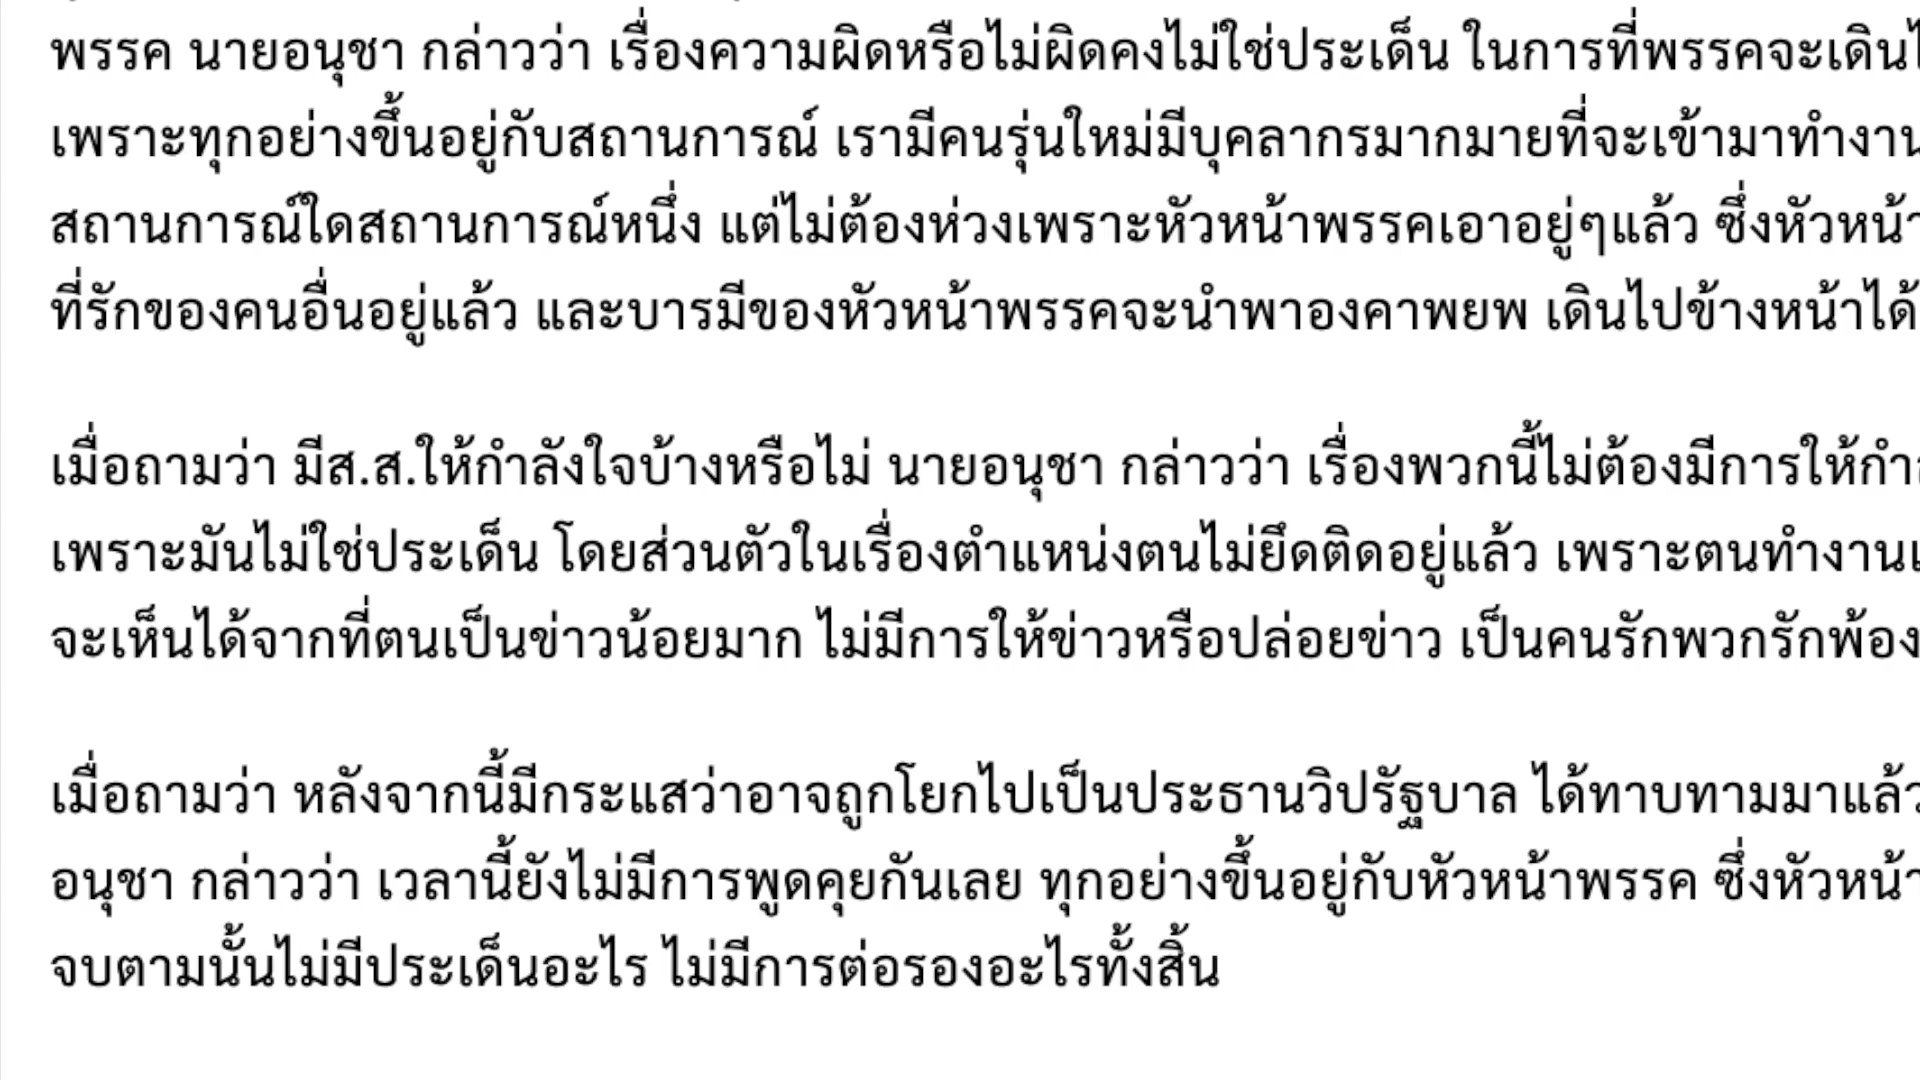 พรรค นายอนุชา กล่าวว่า เรื่องความผิดหรือไม่ผิดคงไม่ใช่ประเด็น ในการที่พรรคจะเดิน
เพราะทุกอย่างขึ้นอยู่กับสถานการณ์ เรามีคนรุ่นใหม่มีบุคลากรมากมายที่จะเข้ามาทำงาน
สถานการณ์ใดสถานการณ์หนึ่ง แต่ไม่ต้องห่วงเพราะหัวหน้าพรรคเอาอยู่ๆแล้ว ซึ่งหัวหน้า
ที่รักของคนอื่นอยู่แล้ว และบารมีของหัวหน้าพรรคจะนำพาองคาพยพ เดินไปข้างหน้าได้
เมื่อถามว่า มีส.ส.ให้กำลังใจบ้างหรือไม่ นายอนุชา กล่าวว่า เรื่องพวกนี้ไม่ต้องมีการให้
เพราะมันไม่ใช่ประเด็น โดยส่วนตัวในเรื่องตำแหน่งตนไม่ยึดติดอยู่แล้ว เพราะตนทำงาน
จะเห็นได้จากที่ตนเป็นข่าวน้อยมาก ไม่มีการให้ข่าวหรือปล่อยข่าว เป็นคนรักพวกรักพ้อง
เมื่อถามว่า หลังจากนี้มีกระแสว่าอาจถูกโยกไปเป็นประธานวิปรัฐบาล ได้ทาบทามมาแล้ว
อนุชา กล่าวว่า เวลานี้ยังไม่มีการพูดคุยกันเลย ทุกอย่างขึ้นอยู่กับหัวหน้าพรรค ซึ่งหัวหน้า
จบตามนั้นไม่มีประเด็นอะไร ไม่มีการต่อรองอะไรทั้งสิ้น